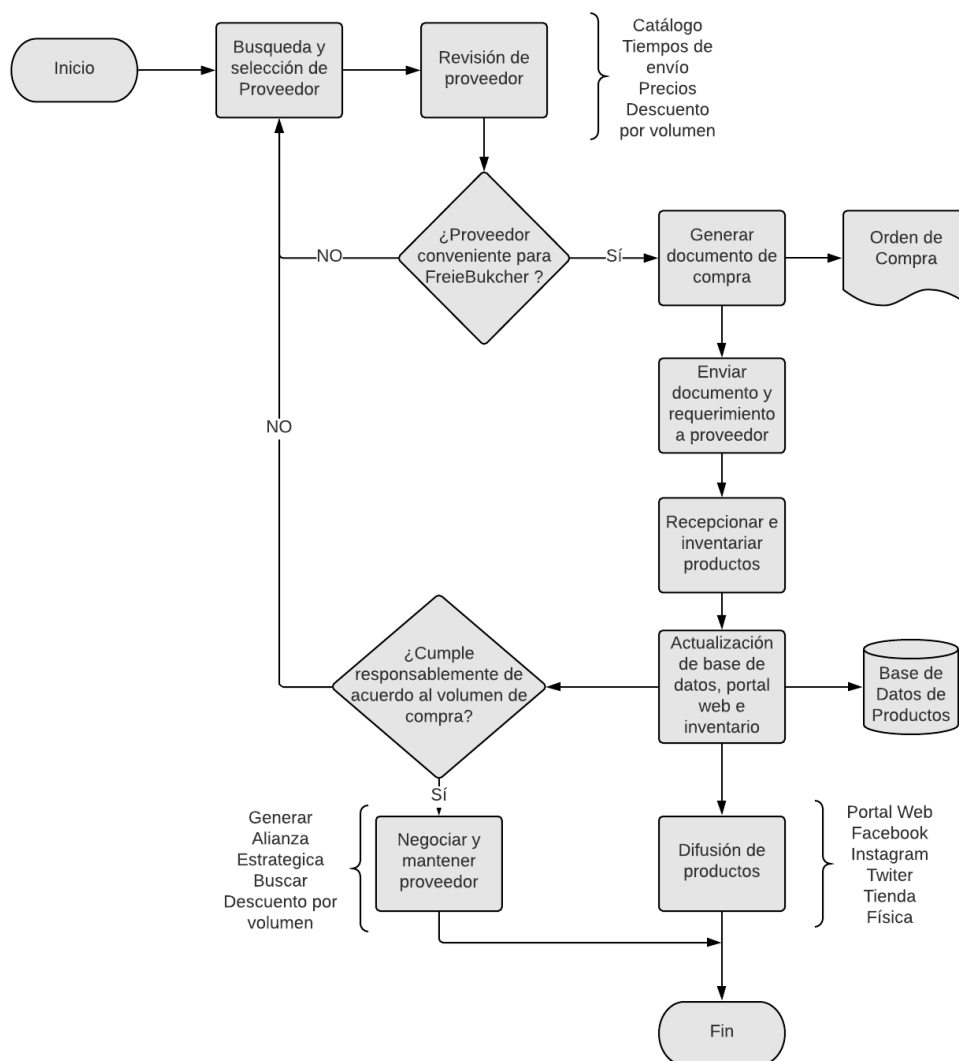 Inicio
Busqueda y
selección de
Proveedor
Revisión de
proveedor
Catálogo
Tiempos de
envío
Precios
Descuento
por volumen
¿Proveedor
conveniente para
FreieBukcher ?
NO
Sí
Generar
documento de
compra
Orden de
Compra
Enviar
documento y
requerimiento
a proveedor
NO
Recepcionar e
inventariar
productos
¿Cumple
responsablemente de
acuerdo al volumen de
compra?
Actualización
de base de
datos, portal
web e
inventario
Base de
Datos de
Productos
Sí
Generar
Alianza
Estrategica
Buscar
Descuento por
volumen
Negociar y
mantener
proveedor
Difusión de
productos
Portal Web
Facebook
Instagram
Twiter
Tienda
Física
Fin